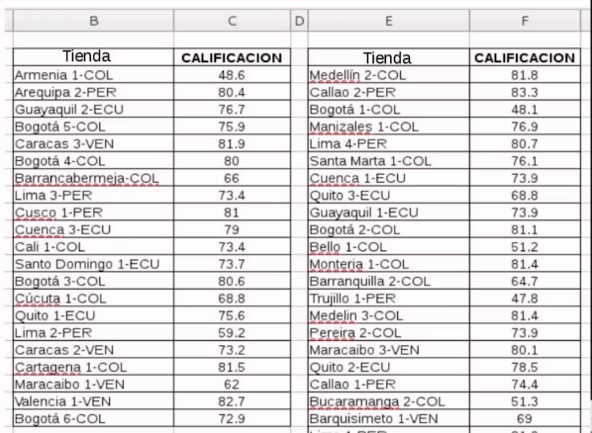 B C D E F
Tienda CALIFICACION Tienda CALIFICACION
Armenia 1-COL 48.6 Medellín 2-COL 81.8
Arequipa 2-PER 80.4 Callao 2-PER 83.3
Guayaquil 2-ECU 76.7 Bogotá 1-COL 48.1
Bogotá 5-COL 75.9 Manizales 1-COL 76.9
Caracas 3-VEN 81.9 Lima 4-PER 80.7
Bogotá 4-COL 80 Santa Marta 1-COL 76.1
Barrancabermeja-COL 66 Cuenca 1-ECU 73.9
Lima 3-PER 73.4 Quito 3-ECU 68.8
Cusco 1-PER 81 Guayaquil 1-ECU 73.9
Cuenca 3-ECU 79 Bogotá 2-COL 81.1
Cali 1-COL 73.4 Bello 1-COL 51.2
Santo Domingo 1-ECU 73.7 Monteria 1-COL 81.4
Bogotá 3-COL 80.6 Barranquilla 2-COL 64.7
Cúcuta 1-COL 68.8 Trujillo 1-PER 47.8
Quito 1-ECU 75.6 Medelin 3-COL 81.4
Lima 2-PER 59.2 Pereira 2-COL 73.9
Caracas 2-VEN 73.2 Maracaibo 3-VEN 80.1
Cartagena 1-COL 81.5 Quito 2-ECU 78.5
Maracaibo 1-VEN 62 Callao 1-PER 74.4
Valencia 1-VEN 82.7 Bucaramanga 2-COL 51.3
Bogotá 6-COL 72.9 Barquisimeto 1-VEN 69